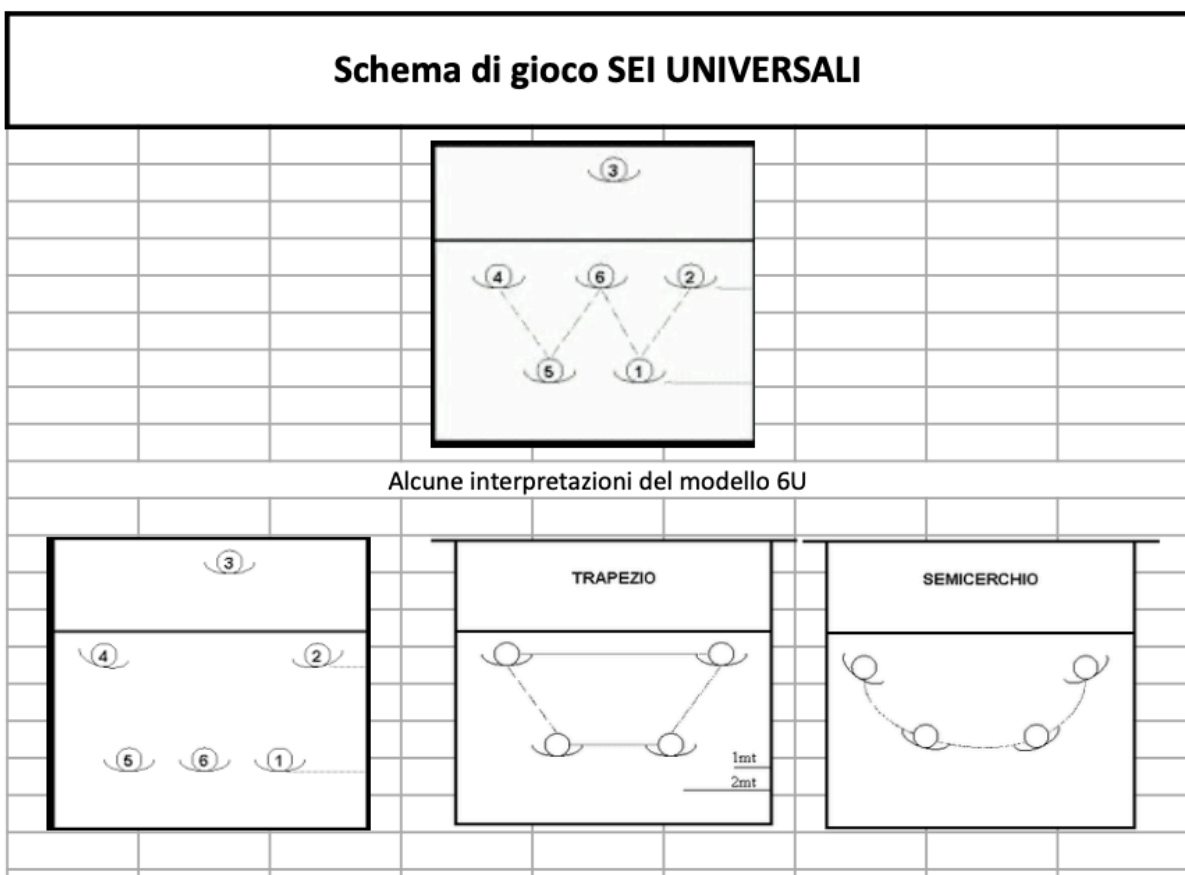 Schema di gioco SEI UNIVERSALI
3
4 6 2
5 1
Alcune interpretazioni del modello 6U
3
4 2
5 6 1
TRAPEZIO
1mt
2mt
SEMICERCHIO